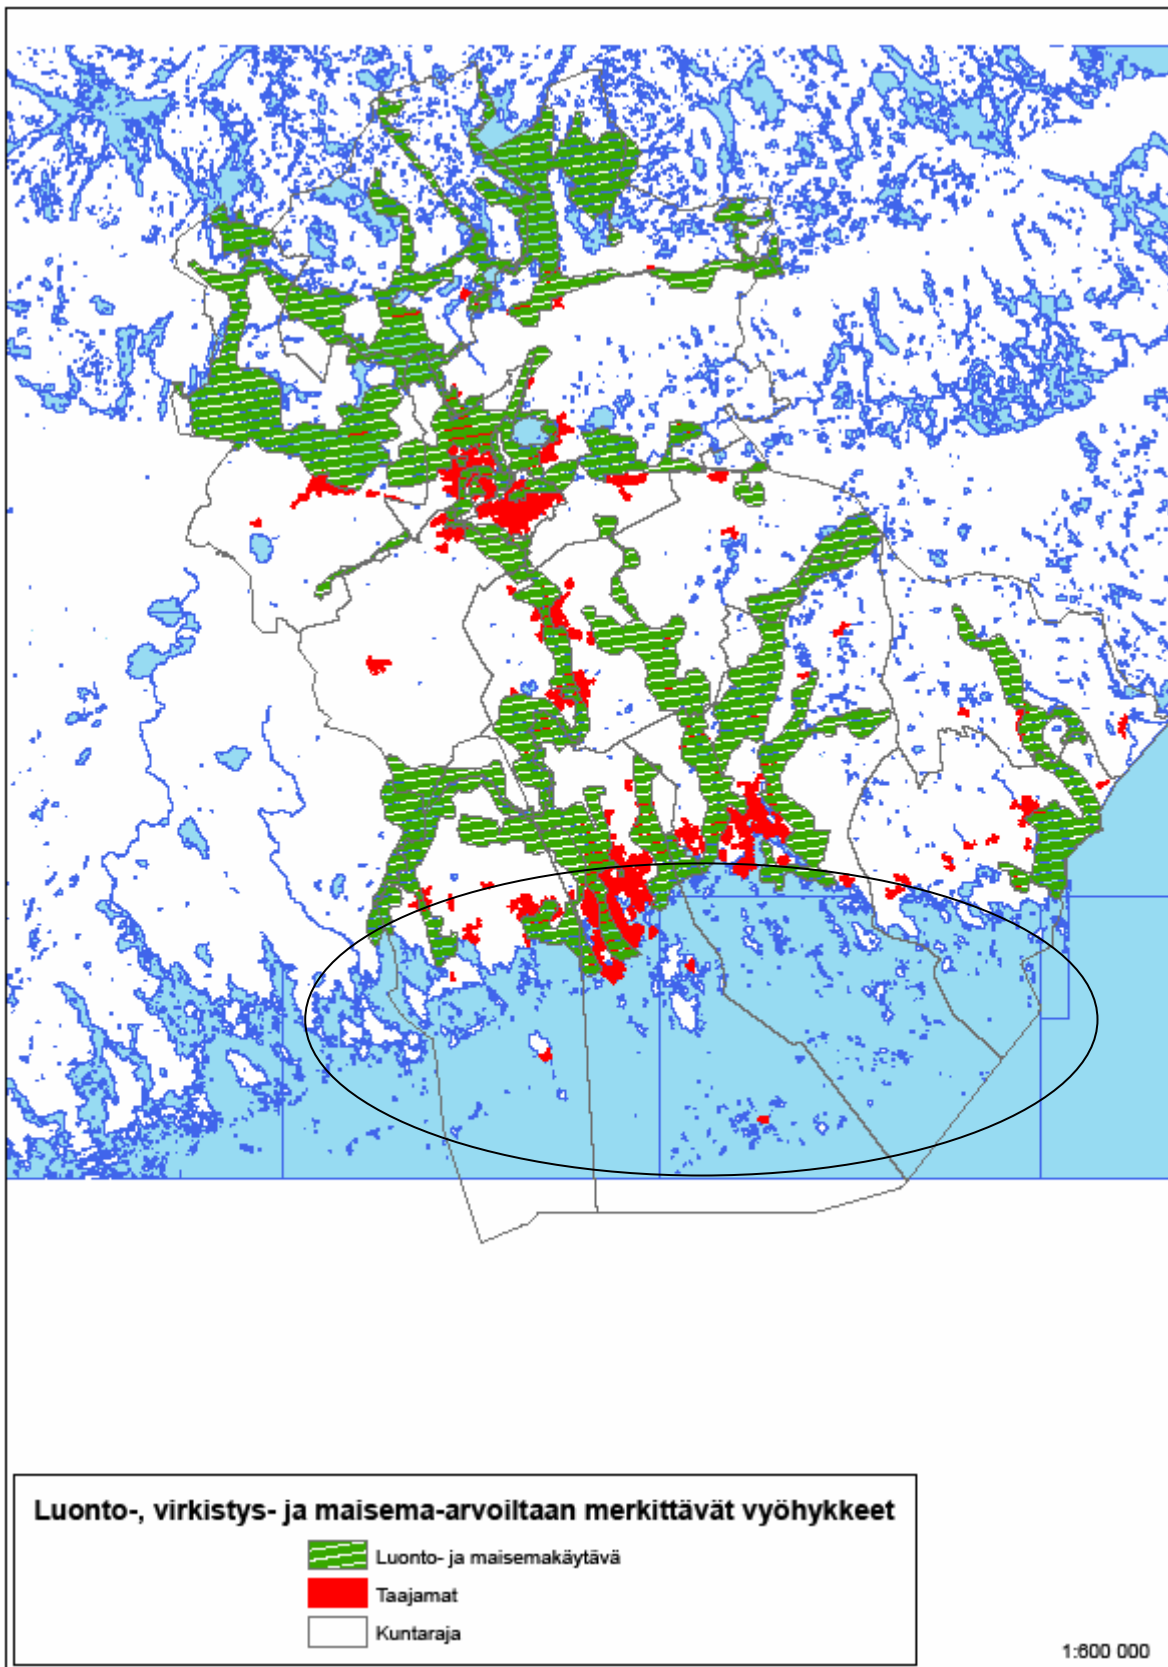 Luonto-, virkistys- ja maisema-arvoiltaan merkittävät vyöhykkeet
Luonto- ja maisemakäytävä
Taajamat
Kuntaraja
1:600 000